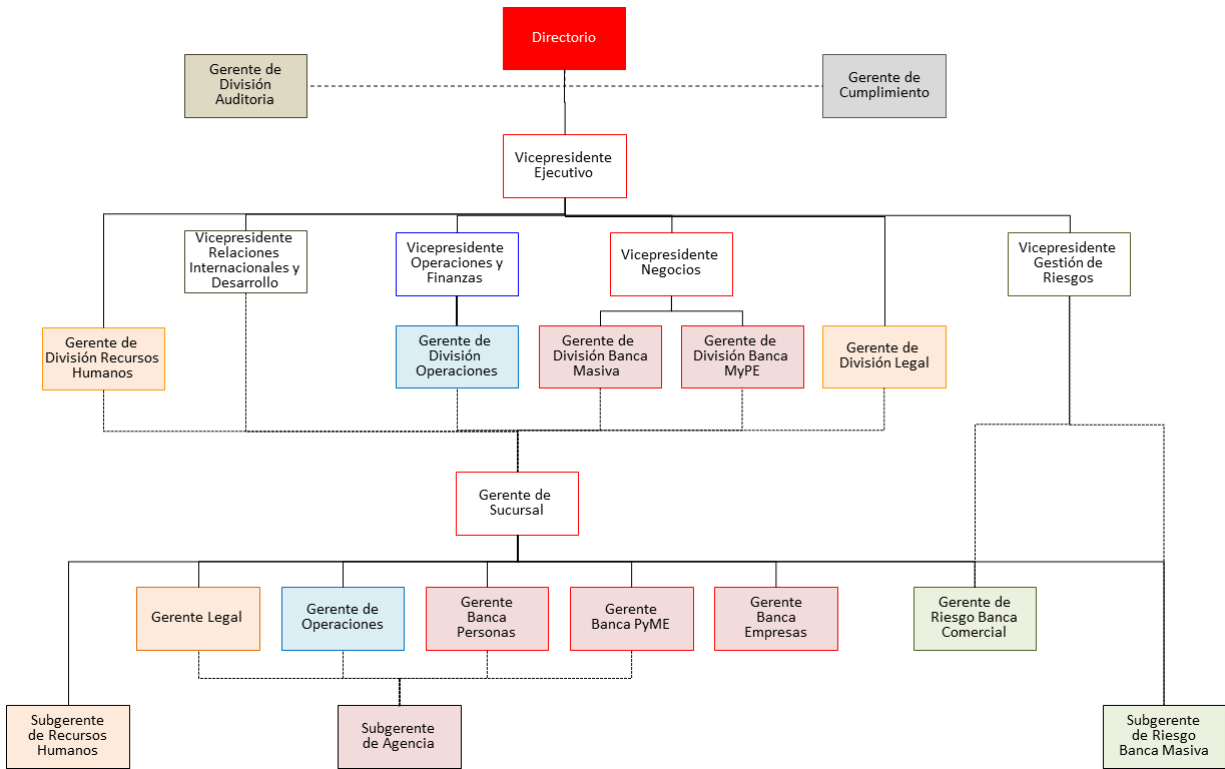 Directorio
Gerente de
División
Auditoria
Gerente de
Cumplimiento
Vicepresidente
Ejecutivo
Vicepresidente
Relaciones
Internacionales y
Desarrollo
Vicepresidente
Operaciones y
Finanzas
Vicepresidente
Negocios
Vicepresidente
Gestión de
Riesgos
Gerente de
División Recursos
Humanos
Gerente de
División
Operaciones
Gerente de
División Banca
Masiva
Gerente de
División Banca
MyPE
Gerente de
División Legal
Gerente de
Sucursal
Gerente Legal
Gerente de
Operaciones
Gerente
Banca
Personas
Gerente
Banca PyME
Gerente
Banca
Empresas
Gerente de
Riesgo Banca
Comercial
Subgerente
de Recursos
Humanos
Subgerente
de Agencia
Subgerente
de Riesgo
Banca Masiva